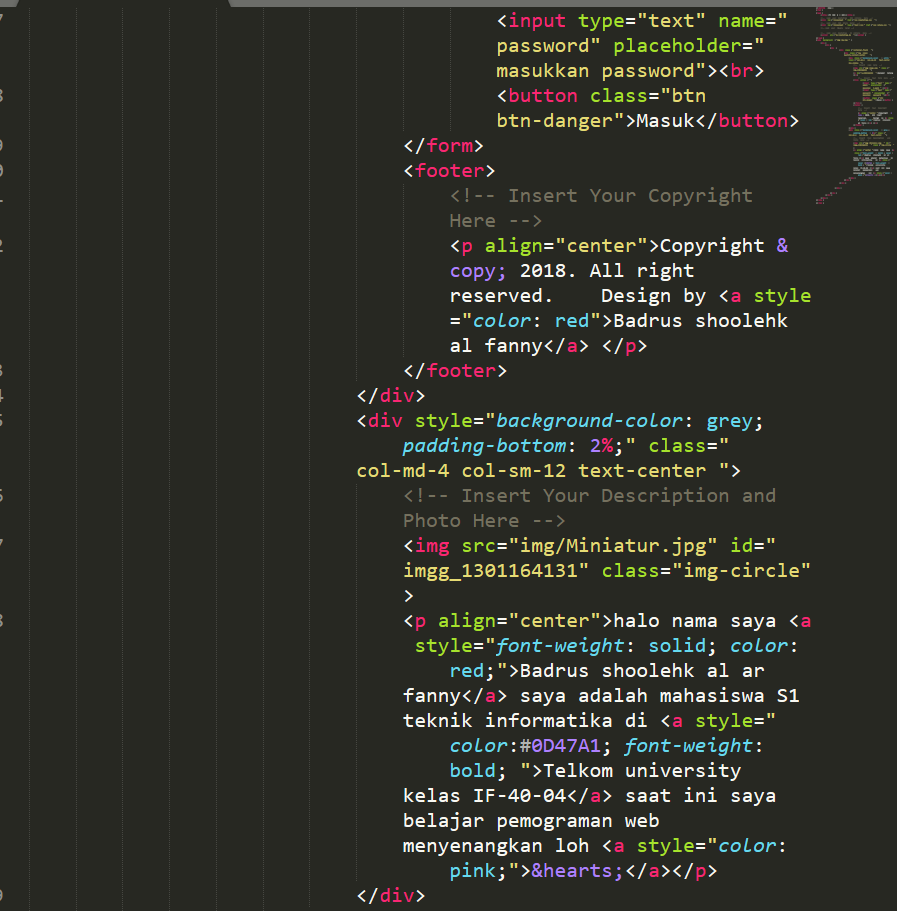 <input type="text" name="
password" placeholder="
masukkan password"><br>
<button class="btn
btn-danger">Masuk</button>
</form>
<footer>
<!-- Insert Your Copyright
Here -->
<p align="center">Copyright &
copy; 2018. All right
reserved.    Design by <a style
="color: red">Badrus shoolehk
al fanny</a> </p>
</footer>
</div>
<div style="background-color: grey;
padding-bottom: 2%;" class="
col-md-4 col-sm-12 text-center ">
<!-- Insert Your Description and
Photo Here -->
<img src="img/Miniatur.jpg" id="
imgg_1301164131" class="img-circle"
>
<p align="center">halo nama saya <a
style="font-weight: solid; color:
red;">Badrus shoolehk al ar
fanny</a> saya adalah mahasiswa S1
teknik informatika di <a style="
color:#0D47A1; font-weight:
bold; ">Telkom university
kelas IF-40-04</a> saat ini saya
belajar pemograman web
menyenangkan loh <a style="color:
pink;">&hearts;</a></p>
</div>